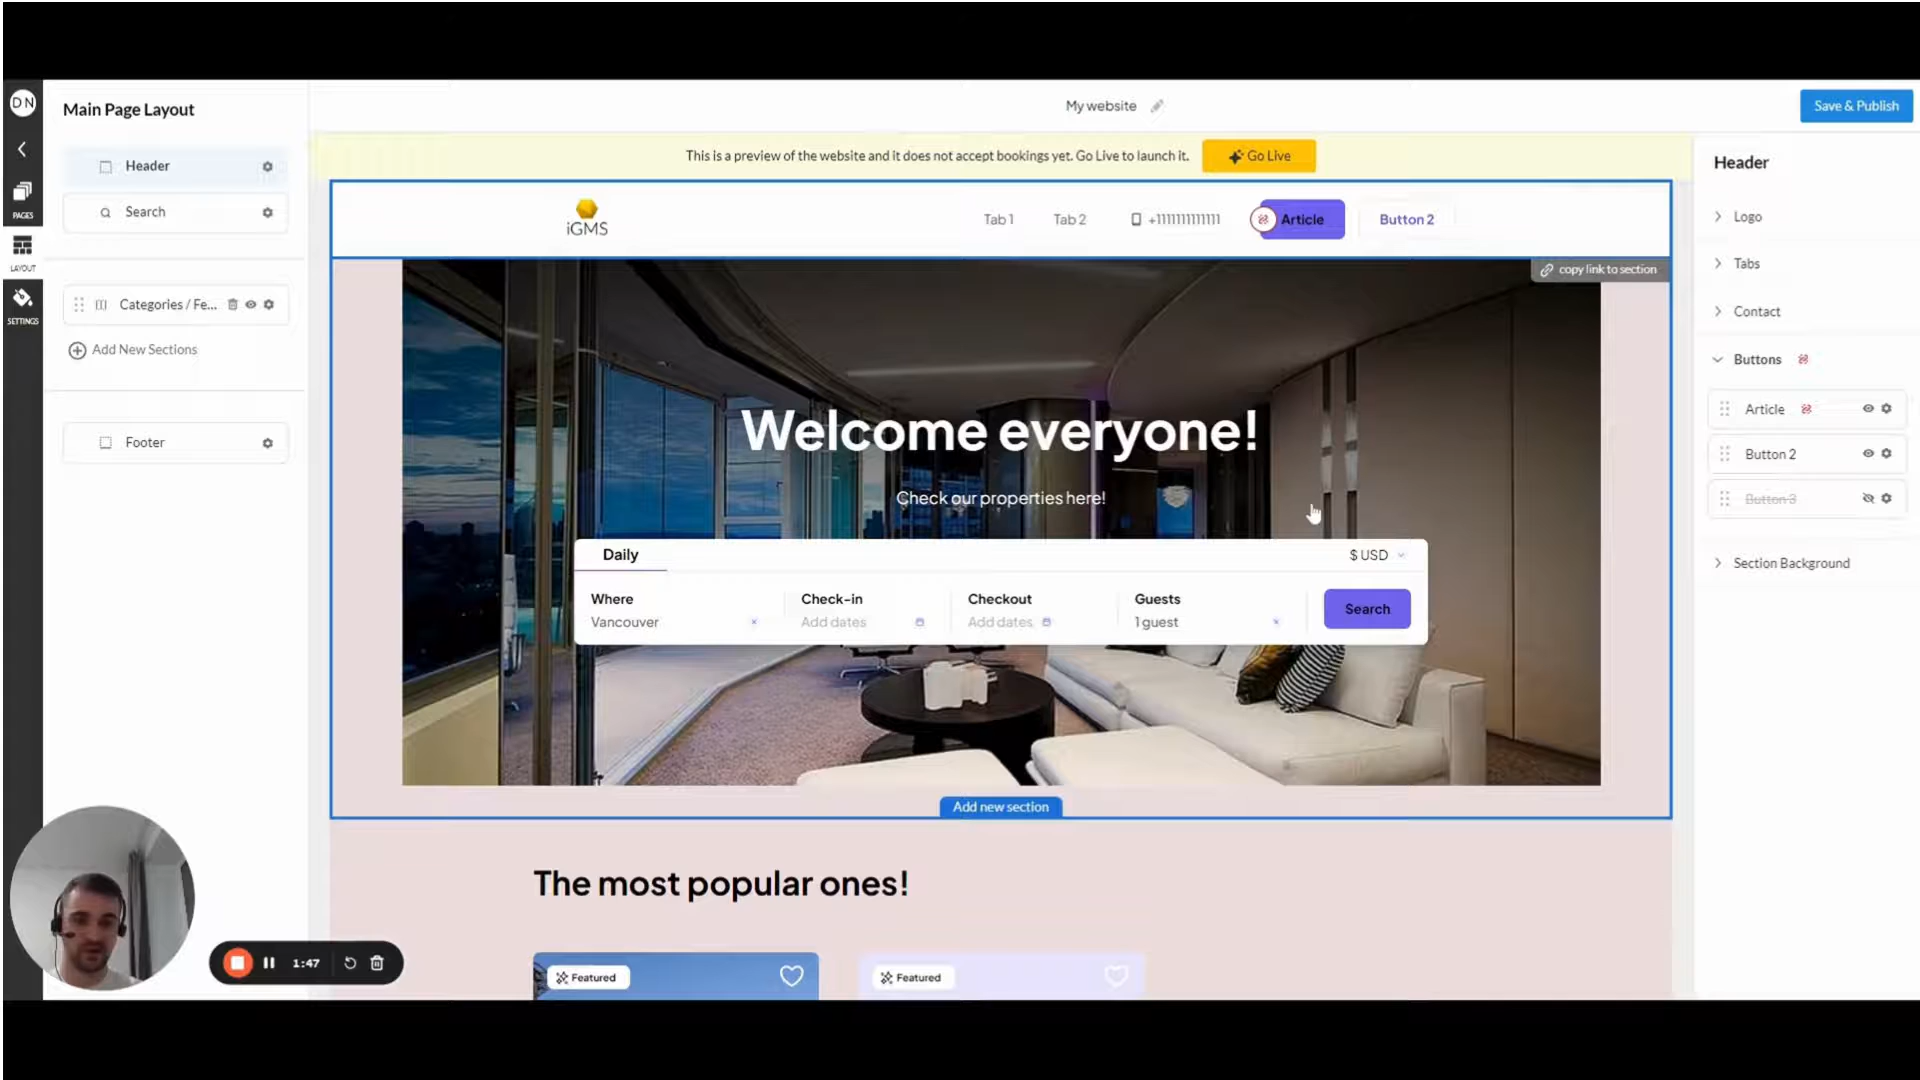 DN
Main Page Layout
My website
Save & Publish
This is a preview of the website and it does not accept bookings yet. Go Live to launch it.
Go Live
Header
Search
PAGES
LAYOUT
SETTINGS
Categories / Fe...
Add New Sections
Footer
iGMS
Tab 1
Tab 2
+111111111111
Article
Button 2
copy link to section
Welcome everyone!
Check our properties here!
Daily
$ USD
Where
Vancouver
Check-in
Add dates
Checkout
Add dates
Guests
1 guest
Search
Add new section
The most popular ones!
Featured
Featured
Header
Logo
Tabs
Contact
Buttons
Article
Button 2
Button 3
Section Background
1:47